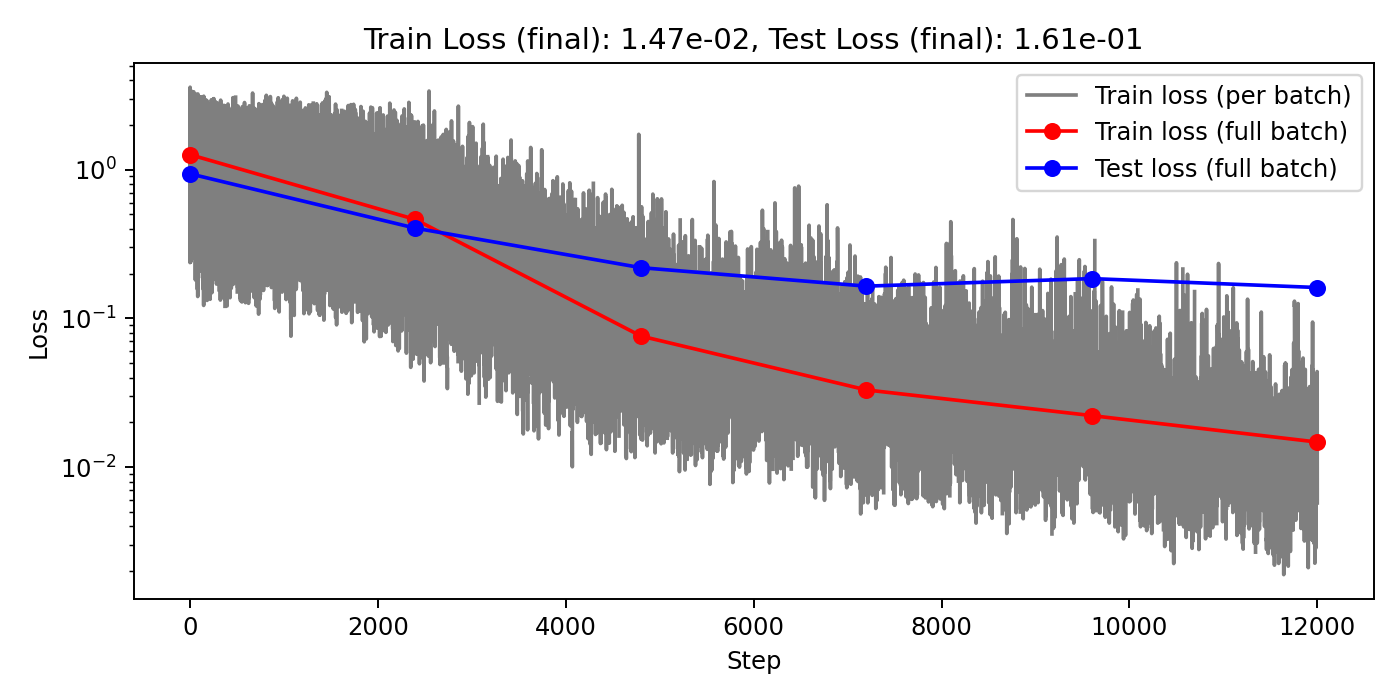 Train Loss (final): 1.47e-02, Test Loss (final): 1.61e-01
Train loss (per batch)
Train loss (full batch)
Test loss (full batch)
10⁰
10⁻¹
10⁻²
Loss
0 2000 4000 6000 8000 10000 12000
Step